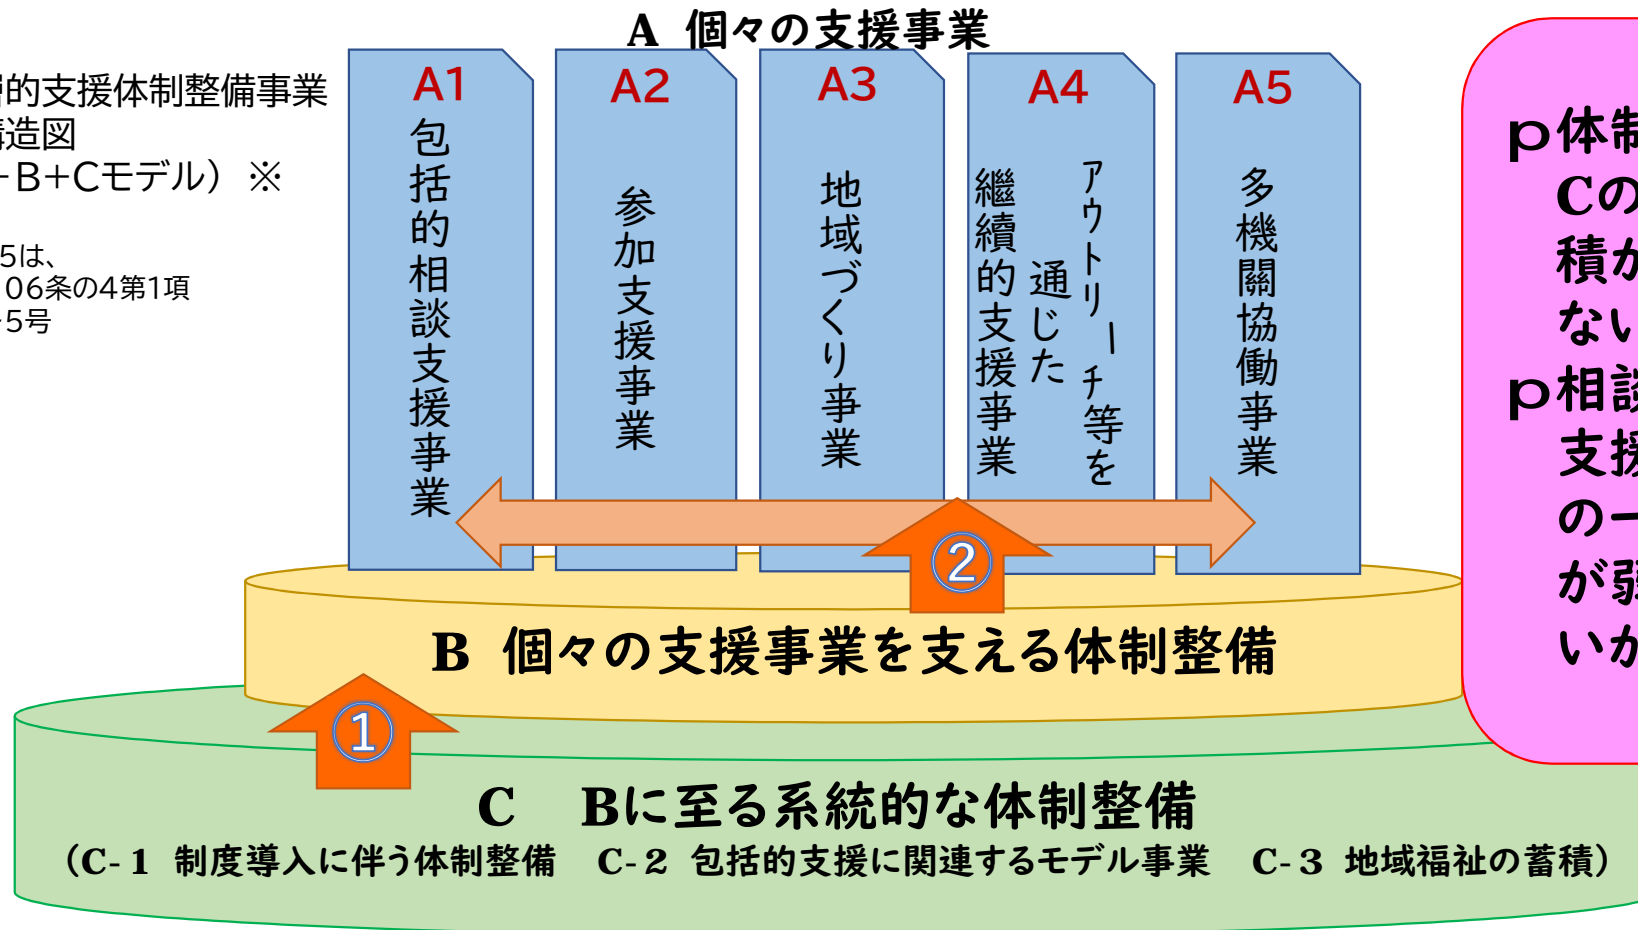 A 個々の支援事業
層的支援体制整備事業
構造図
+B+Cモデル）※
5は、
106条の4第1項
5号
A1
包括的相談支援事業
A2
参加支援事業
A3
地域づくり事業
A4
アウトリーチ等を
通じた
継続的支援事業
A5
多機関協働事業
②
B 個々の支援事業を支える体制整備
①
C Bに至る系統的な体制整備
（C-1 制度導入に伴う体制整備 C-2 包括的支援に関連するモデル事業 C-3 地域福祉の蓄積）
p体制
Cの
積が
ない
p相談
支援
の一
が弱
いか